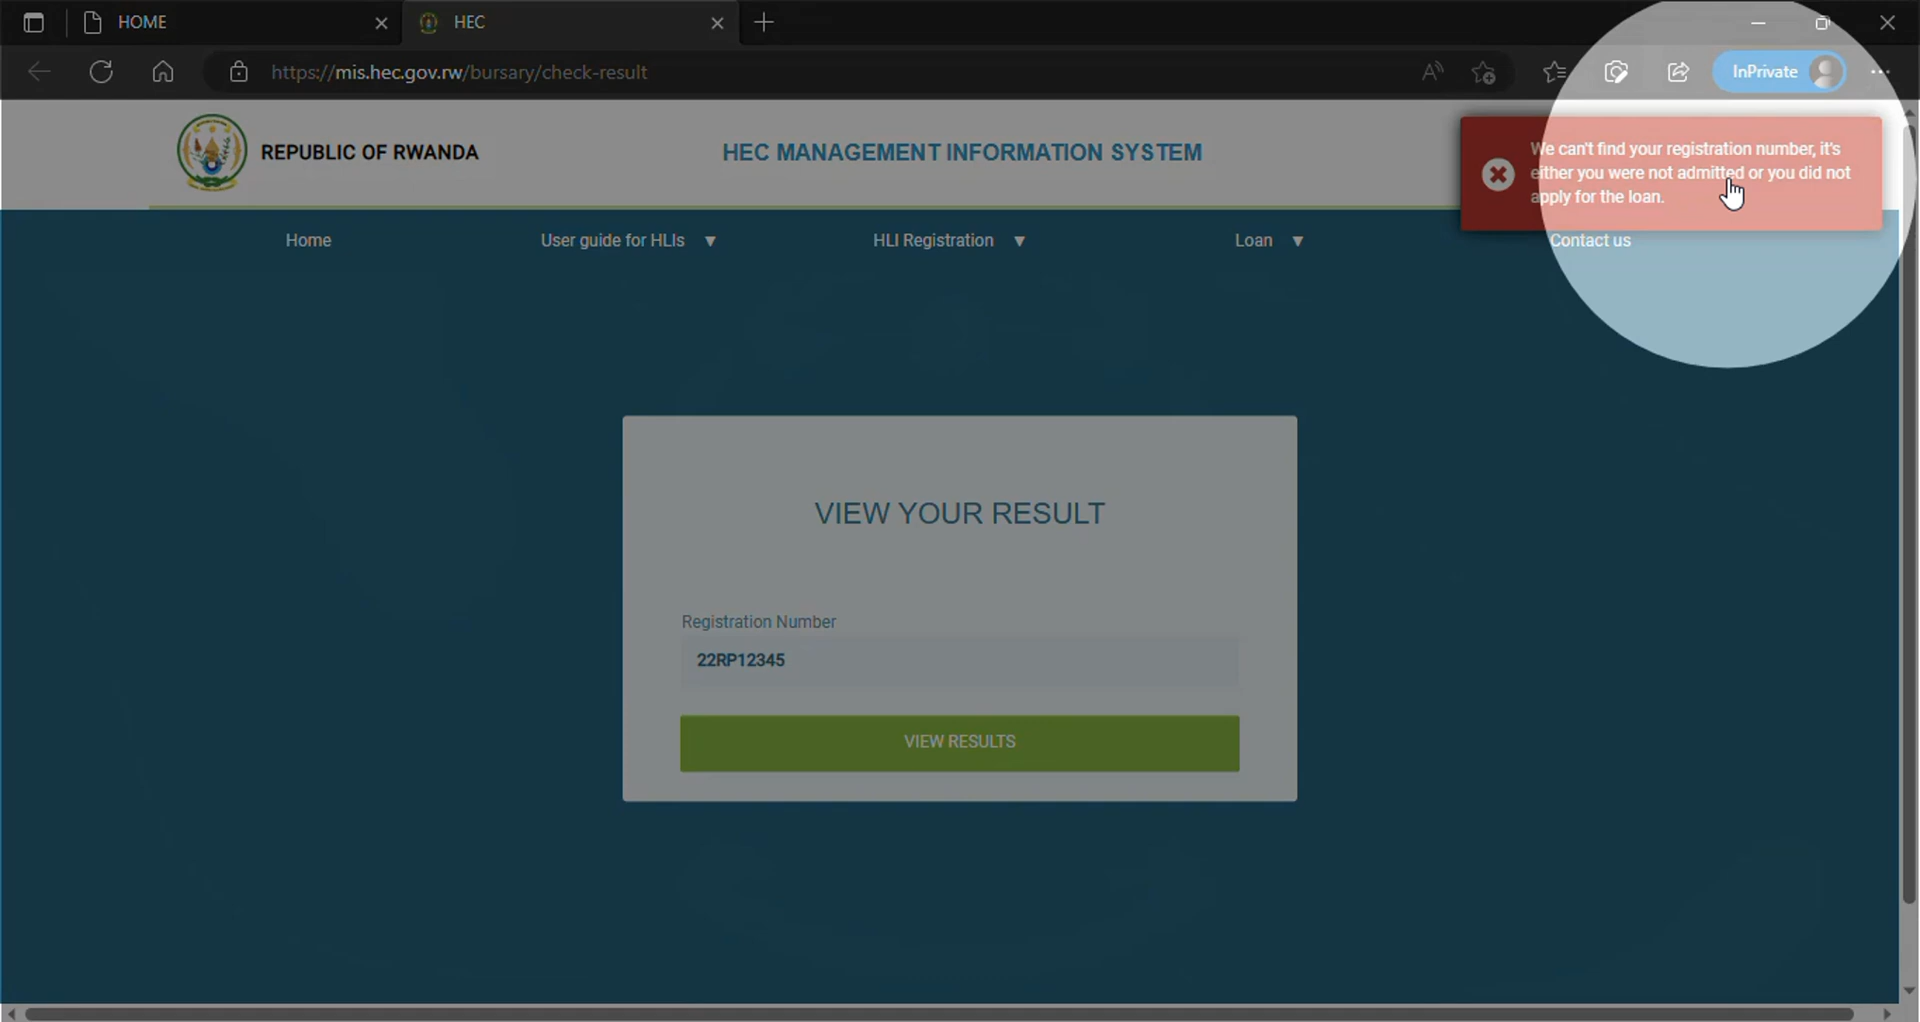 HOME
HEC
https://mis.hec.gov.rw/bursary/check-result
InPrivate
REPUBLIC OF RWANDA
HEC MANAGEMENT INFORMATION SYSTEM
We can't find your registration number, it's
either you were not admitted or you did not
apply for the loan.
Home
User guide for HLIs
HLI Registration
Loan
Contact us
VIEW YOUR RESULT
Registration Number
22RP12345
VIEW RESULTS